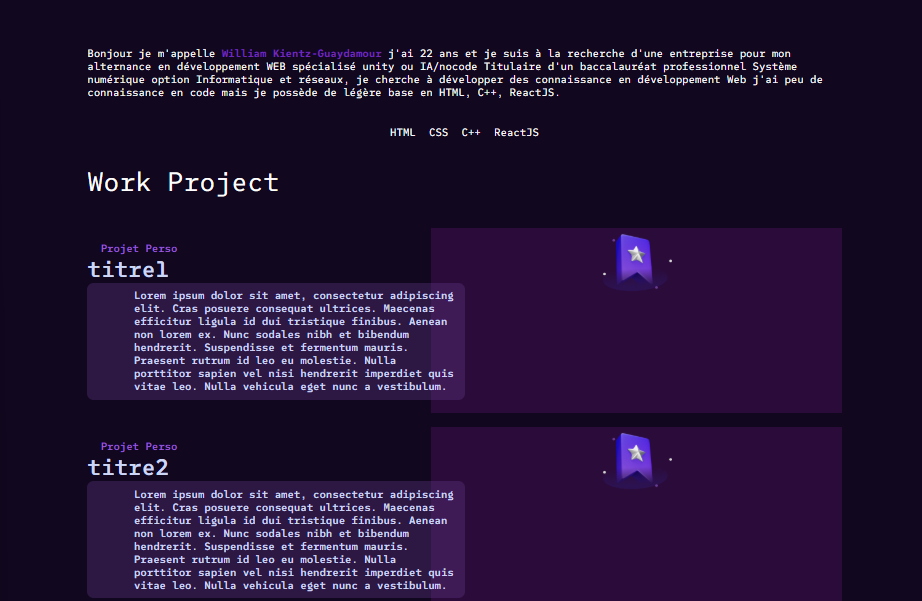 Bonjour je m'appelle William Kientz-Guaydamour j'ai 22 ans et je suis à la recherche d'une entreprise pour mon
alternance en développement WEB spécialisé unity ou IA/nocode Titulaire d'un baccalauréat professionnel Système
numérique option Informatique et réseaux, je cherche à développer des connaissance en développement Web j'ai peu de
connaissance en code mais je possède de légère base en HTML, C++, ReactJS.
HTML CSS C++ ReactJS
Work Project
Projet Perso
titre1
Lorem ipsum dolor sit amet, consectetur adipiscing
elit. Cras posuere consequat ultrices. Maecenas
efficitur ligula id dui tristique finibus. Aenean
non lorem ex. Nunc sodales nibh et bibendum
hendrerit. Suspendisse et fermentum mauris.
Praesent rutrum id leo eu molestie. Nulla
porttitor sapien vel nisi hendrerit imperdiet quis
vitae leo. Nulla vehicula eget nunc a vestibulum.
Projet Perso
titre2
Lorem ipsum dolor sit amet, consectetur adipiscing
elit. Cras posuere consequat ultrices. Maecenas
efficitur ligula id dui tristique finibus. Aenean
non lorem ex. Nunc sodales nibh et bibendum
hendrerit. Suspendisse et fermentum mauris.
Praesent rutrum id leo eu molestie. Nulla
porttitor sapien vel nisi hendrerit imperdiet quis
vitae leo. Nulla vehicula eget nunc a vestibulum.